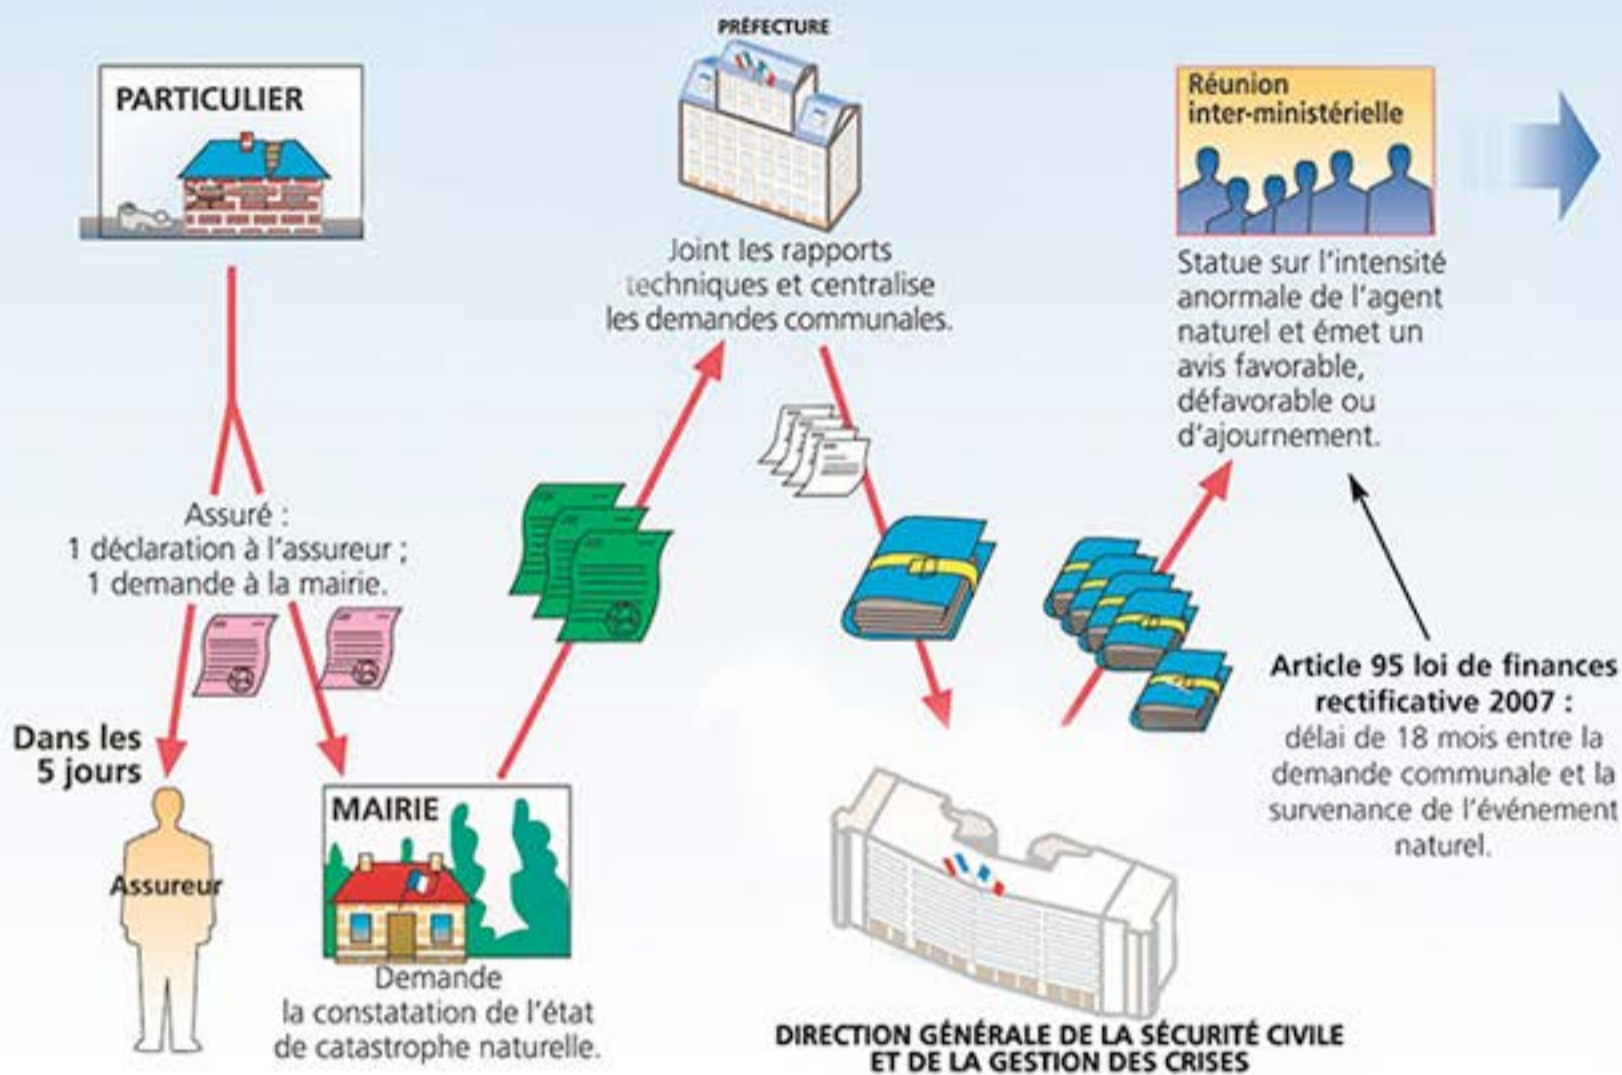 PARTICULIER
Assuré :
1 déclaration à l'assureur ;
1 demande à la mairie.
Dans les
5 jours
Assureur
MAIRIE
Demande
la constatation de l'état
de catastrophe naturelle.
PRÉFECTURE
Joint les rapports
techniques et centralise
les demandes communales.
DIRECTION GÉNÉRALE DE LA SÉCURITÉ CIVILE
ET DE LA GESTION DES CRISES
Réunion
inter-ministérielle
Statue sur l'intensité
anormale de l'agent
naturel et émet un
avis favorable,
défavorable ou
d'ajournement.
Article 95 loi de finances
rectificative 2007 :
délai de 18 mois entre la
demande communale et la
survenance de l'événement
naturel.